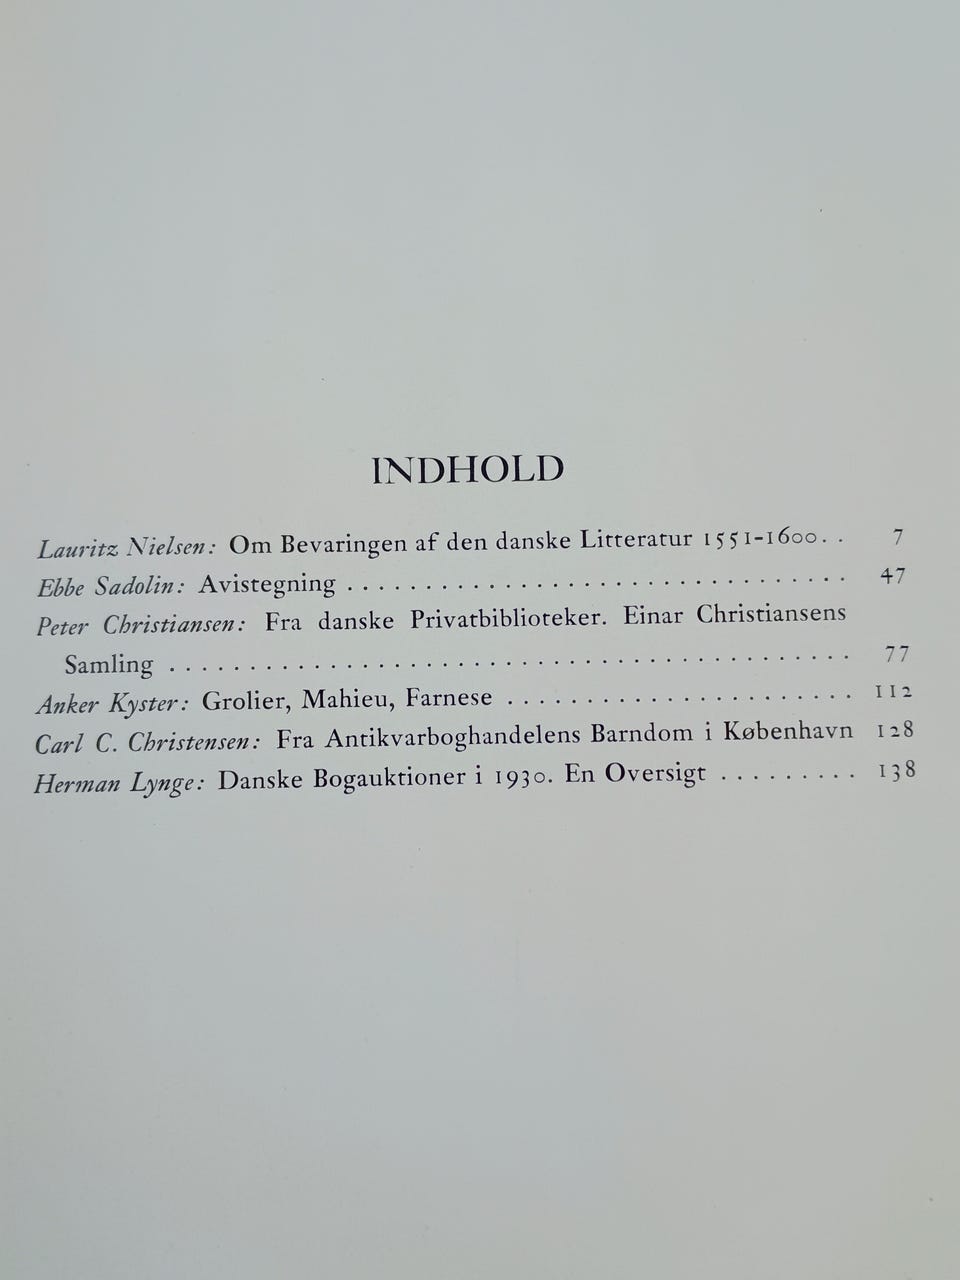 INDHOLD
Lauritz Nielsen: Om Bevaringen af den danske Litteratur 1551-1600. . 7
Ebbe Sadolin: Avistegning . . . . . . . . . . . . . . . . . . . . . . . . . . . . . . . . 47
Peter Christiansen: Fra danske Privatbiblioteker. Einar Christiansens
Samling . . . . . . . . . . . . . . . . . . . . . . . . . . . . . . . . . . . . . . . . . . . 77
Anker Kyster: Grolier, Mahieu, Farnese . . . . . . . . . . . . . . . . . . . . . . 112
Carl C. Christensen: Fra Antikvarboghandelens Barndom i København 128
Herman Lynge: Danske Bogauktioner i 1930. En Oversigt . . . . . . . . . 138